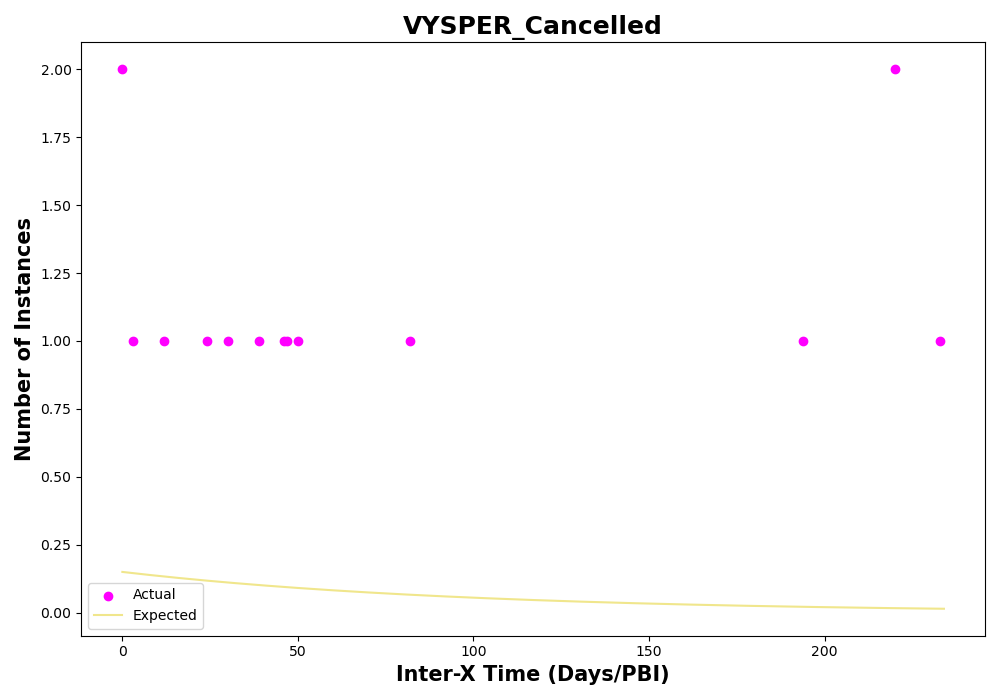 VYSPER_Cancelled
2.00
1.75
1.50
1.25
1.00
0.75
0.50
0.25
0.00
Number of Instances
Actual
Expected
0
50
100
150
200
Inter-X Time (Days/PBI)